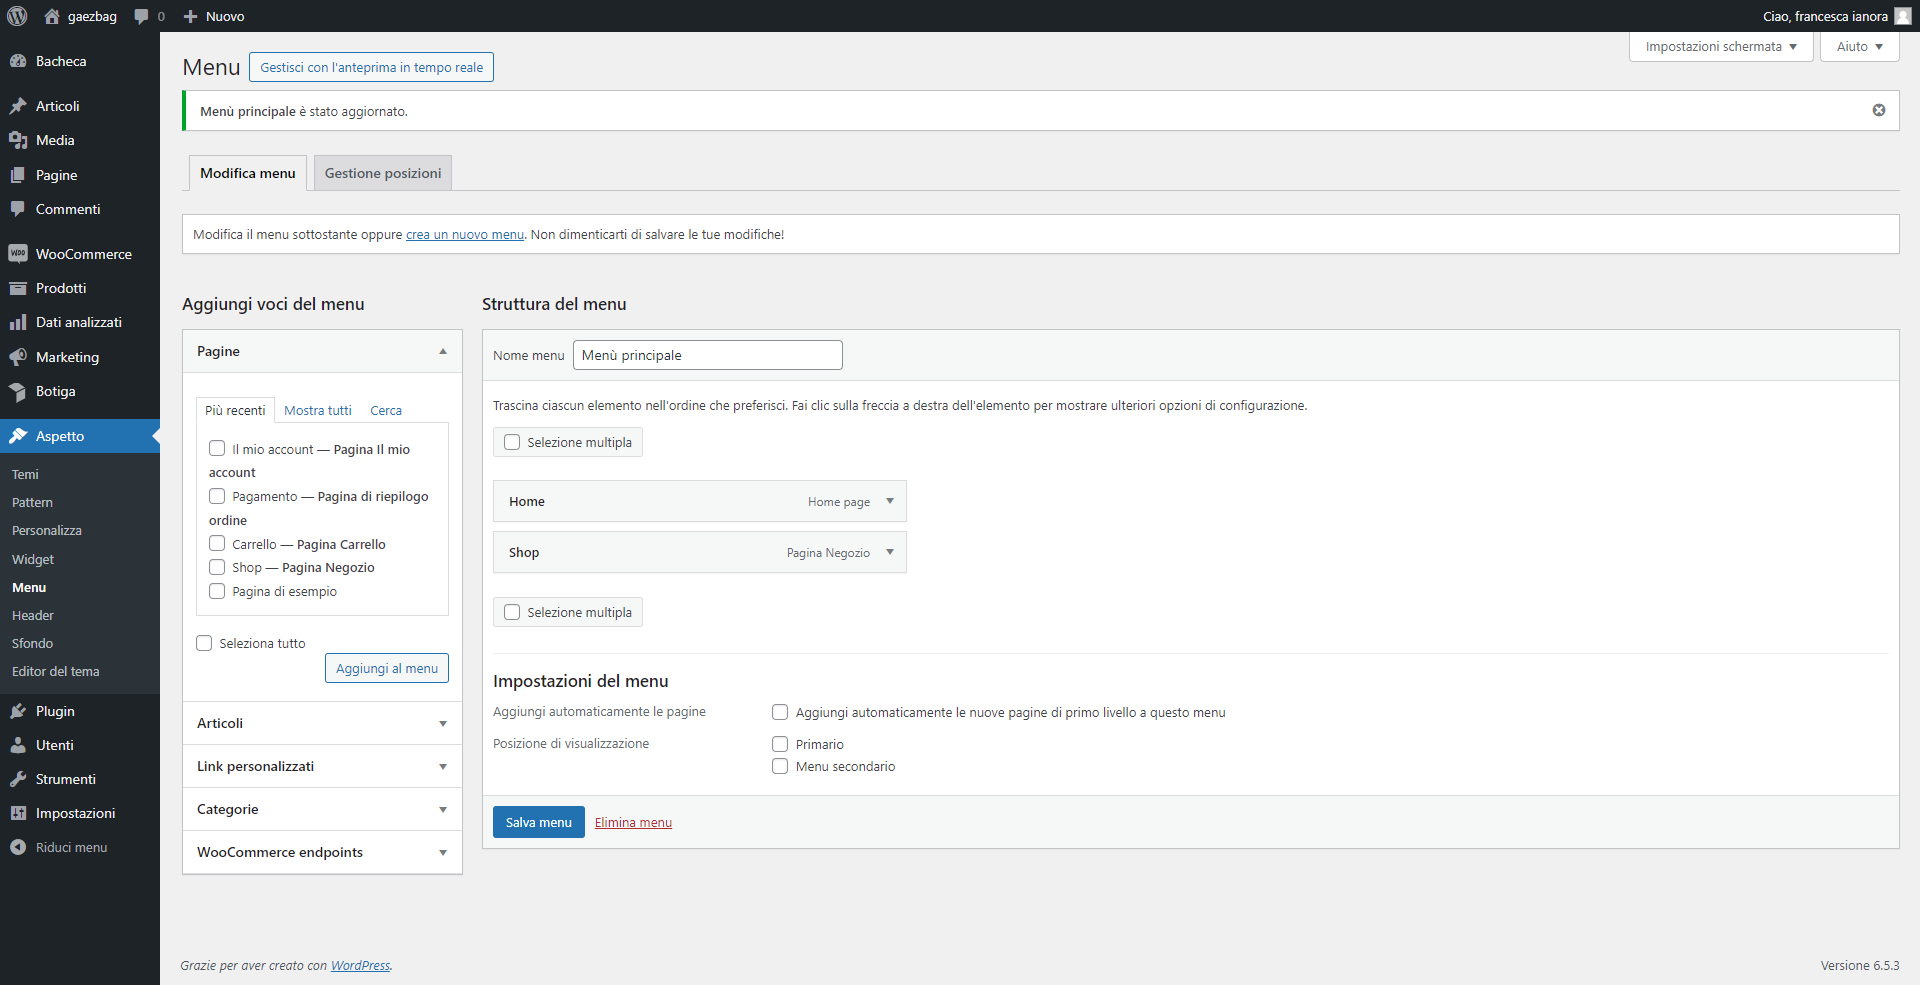 gaezbag
0
Nuovo
Ciao, francesca ianora
Bacheca
Articoli
Media
Pagine
Commenti
WooCommerce
Prodotti
Dati analizzati
Marketing
Botiga
Aspetto
Temi
Pattern
Personalizza
Widget
Menu
Header
Sfondo
Editor del tema
Plugin
Utenti
Strumenti
Impostazioni
Riduci menu
Impostazioni schermata
Aiuto
Menu
Gestisci con l'anteprima in tempo reale
Menù principale è stato aggiornato.
Modifica menu
Gestione posizioni
Modifica il menu sottostante oppure crea un nuovo menu. Non dimenticarti di salvare le tue modifiche!
Aggiungi voci del menu
Pagine
Più recenti
Mostra tutti
Cerca
Il mio account — Pagina Il mio
account
Pagamento — Pagina di riepilogo
ordine
Carrello — Pagina Carrello
Shop — Pagina Negozio
Pagina di esempio
Seleziona tutto
Aggiungi al menu
Articoli
Link personalizzati
Categorie
WooCommerce endpoints
Struttura del menu
Nome menu
Menù principale
Trascina ciascun elemento nell'ordine che preferisci. Fai clic sulla freccia a destra dell'elemento per mostrare ulteriori opzioni di configurazione.
Selezione multipla
Home
Home page
Shop
Pagina Negozio
Selezione multipla
Impostazioni del menu
Aggiungi automaticamente le pagine
Aggiungi automaticamente le nuove pagine di primo livello a questo menu
Posizione di visualizzazione
Primario
Menu secondario
Salva menu
Elimina menu
Grazie per aver creato con WordPress.
Versione 6.5.3